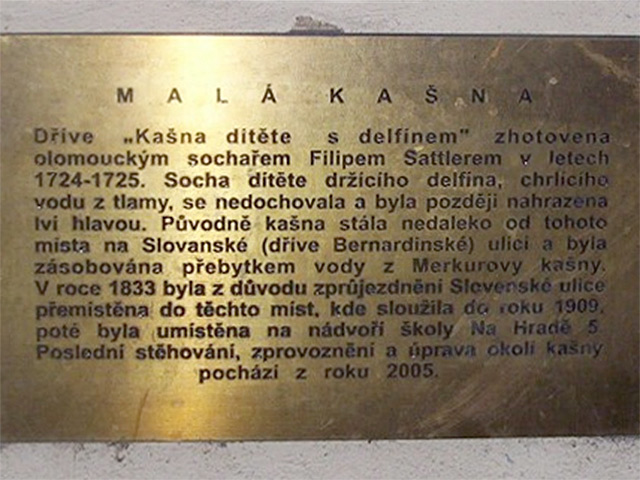 MALÁ KAŠNA
Dříve „Kašna dítěte s delfínem" zhotovena
olomouckým sochařem Filipem Sattlerem v letech
1724-1725. Socha dítěte držícího delfína, chrlícího
vodu z tlamy, se nedochovala a byla později nahrazena
lví hlavou. Původně kašna stála nedaleko od tohoto
místa na Slovanské (dříve Bernardinské) ulici a byla
zásobována přebytkem vody z Merkurovy kašny.
V roce 1833 byla z důvodu zprůjezdnění Slovenské ulice
přemístěna do těchto míst, kde sloužila do roku 1909,
poté byla umístěna na nádvoří školy Na Hradě 5.
Poslední stěhování, zprovoznění a úprava okolí kašny
pochází z roku 2005.